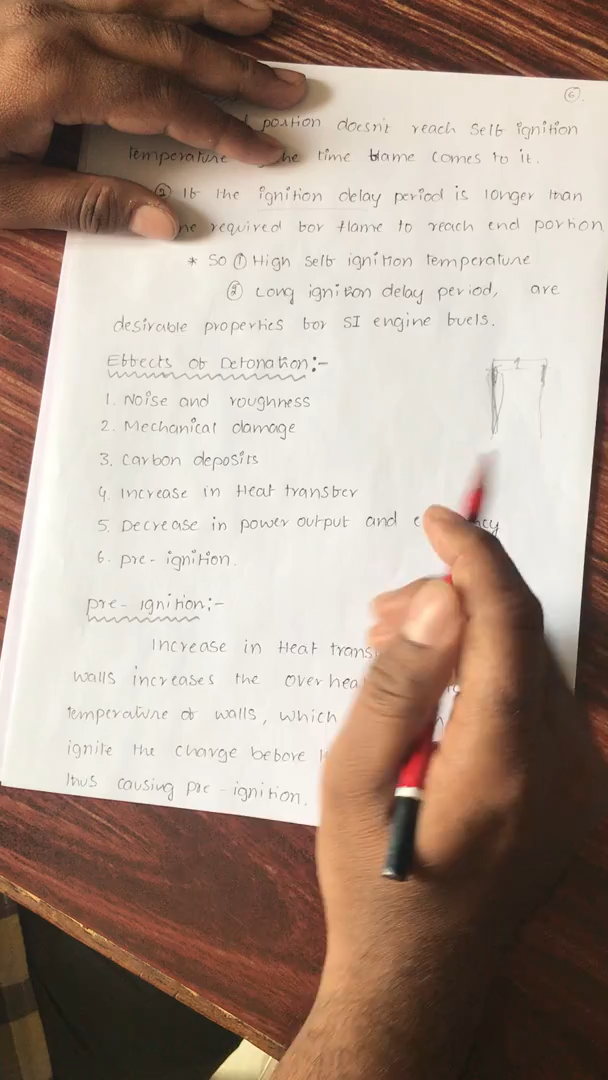 6
portion doesn't reach self ignition
temperature the time flame comes to it.
② If the ignition delay period is longer than
required for flame to reach end portion
* SO ① High self ignition temperature
② Long ignition delay period, are
desirable properties for SI engine fuels.
Effects of Detonation:-
1. Noise and roughness
2. Mechanical damage
3. Carbon deposits
4. Increase in Heat transfer
5. Decrease in power output and
6. pre-ignition.
pre-ignition:-
Increase in Heat
walls increases the
temperature of walls, which
ignite the charge before
thus causing pre-ignition.